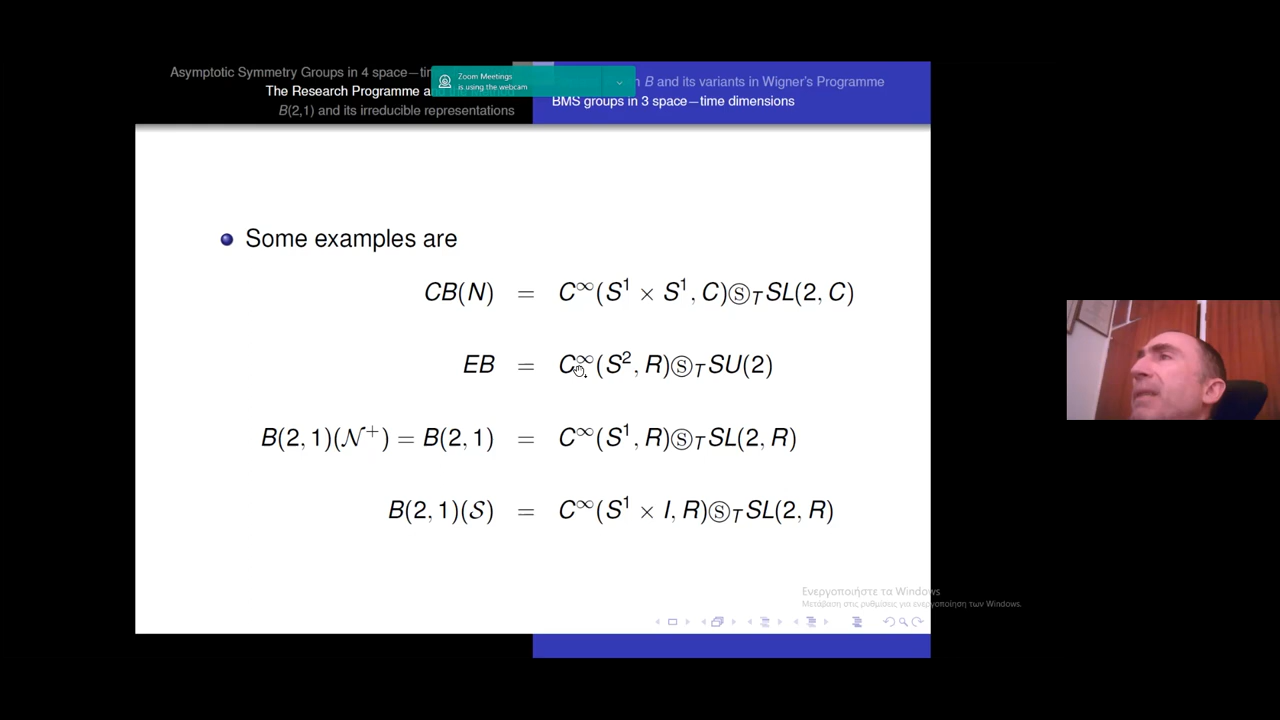 Asymptotic Symmetry Groups in 4 space—ti
The Research Programme
B(2,1) and its irreducible representations
Zoom Meetings
is using the webcam
B and its variants in Wigner's Programme
BMS groups in 3 space—time dimensions
Some examples are
CB(N) = C^∞(S^1 × S^1, C)Ⓢ_T SL(2, C)
EB = C^∞(S^2, R)Ⓢ_T SU(2)
B(2, 1)(𝒩^+) = B(2, 1) = C^∞(S^1, R)Ⓢ_T SL(2, R)
B(2, 1)(𝒮) = C^∞(S^1 × I, R)Ⓢ_T SL(2, R)
Ενεργοποιήστε τα Windows
Μετάβαση στις ρυθμίσεις για ενεργοποίηση των Windows.